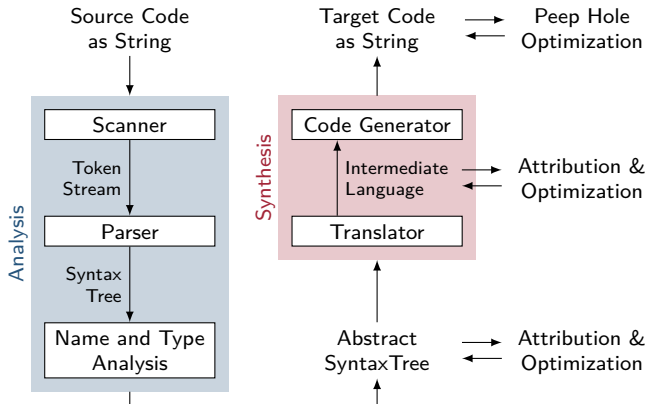 Source Code
as String
Analysis
Scanner
Token
Stream
Parser
Syntax
Tree
Name and Type
Analysis
Target Code
as String
Peep Hole
Optimization
Synthesis
Code Generator
Intermediate
Language
Attribution &
Optimization
Translator
Abstract
SyntaxTree
Attribution &
Optimization